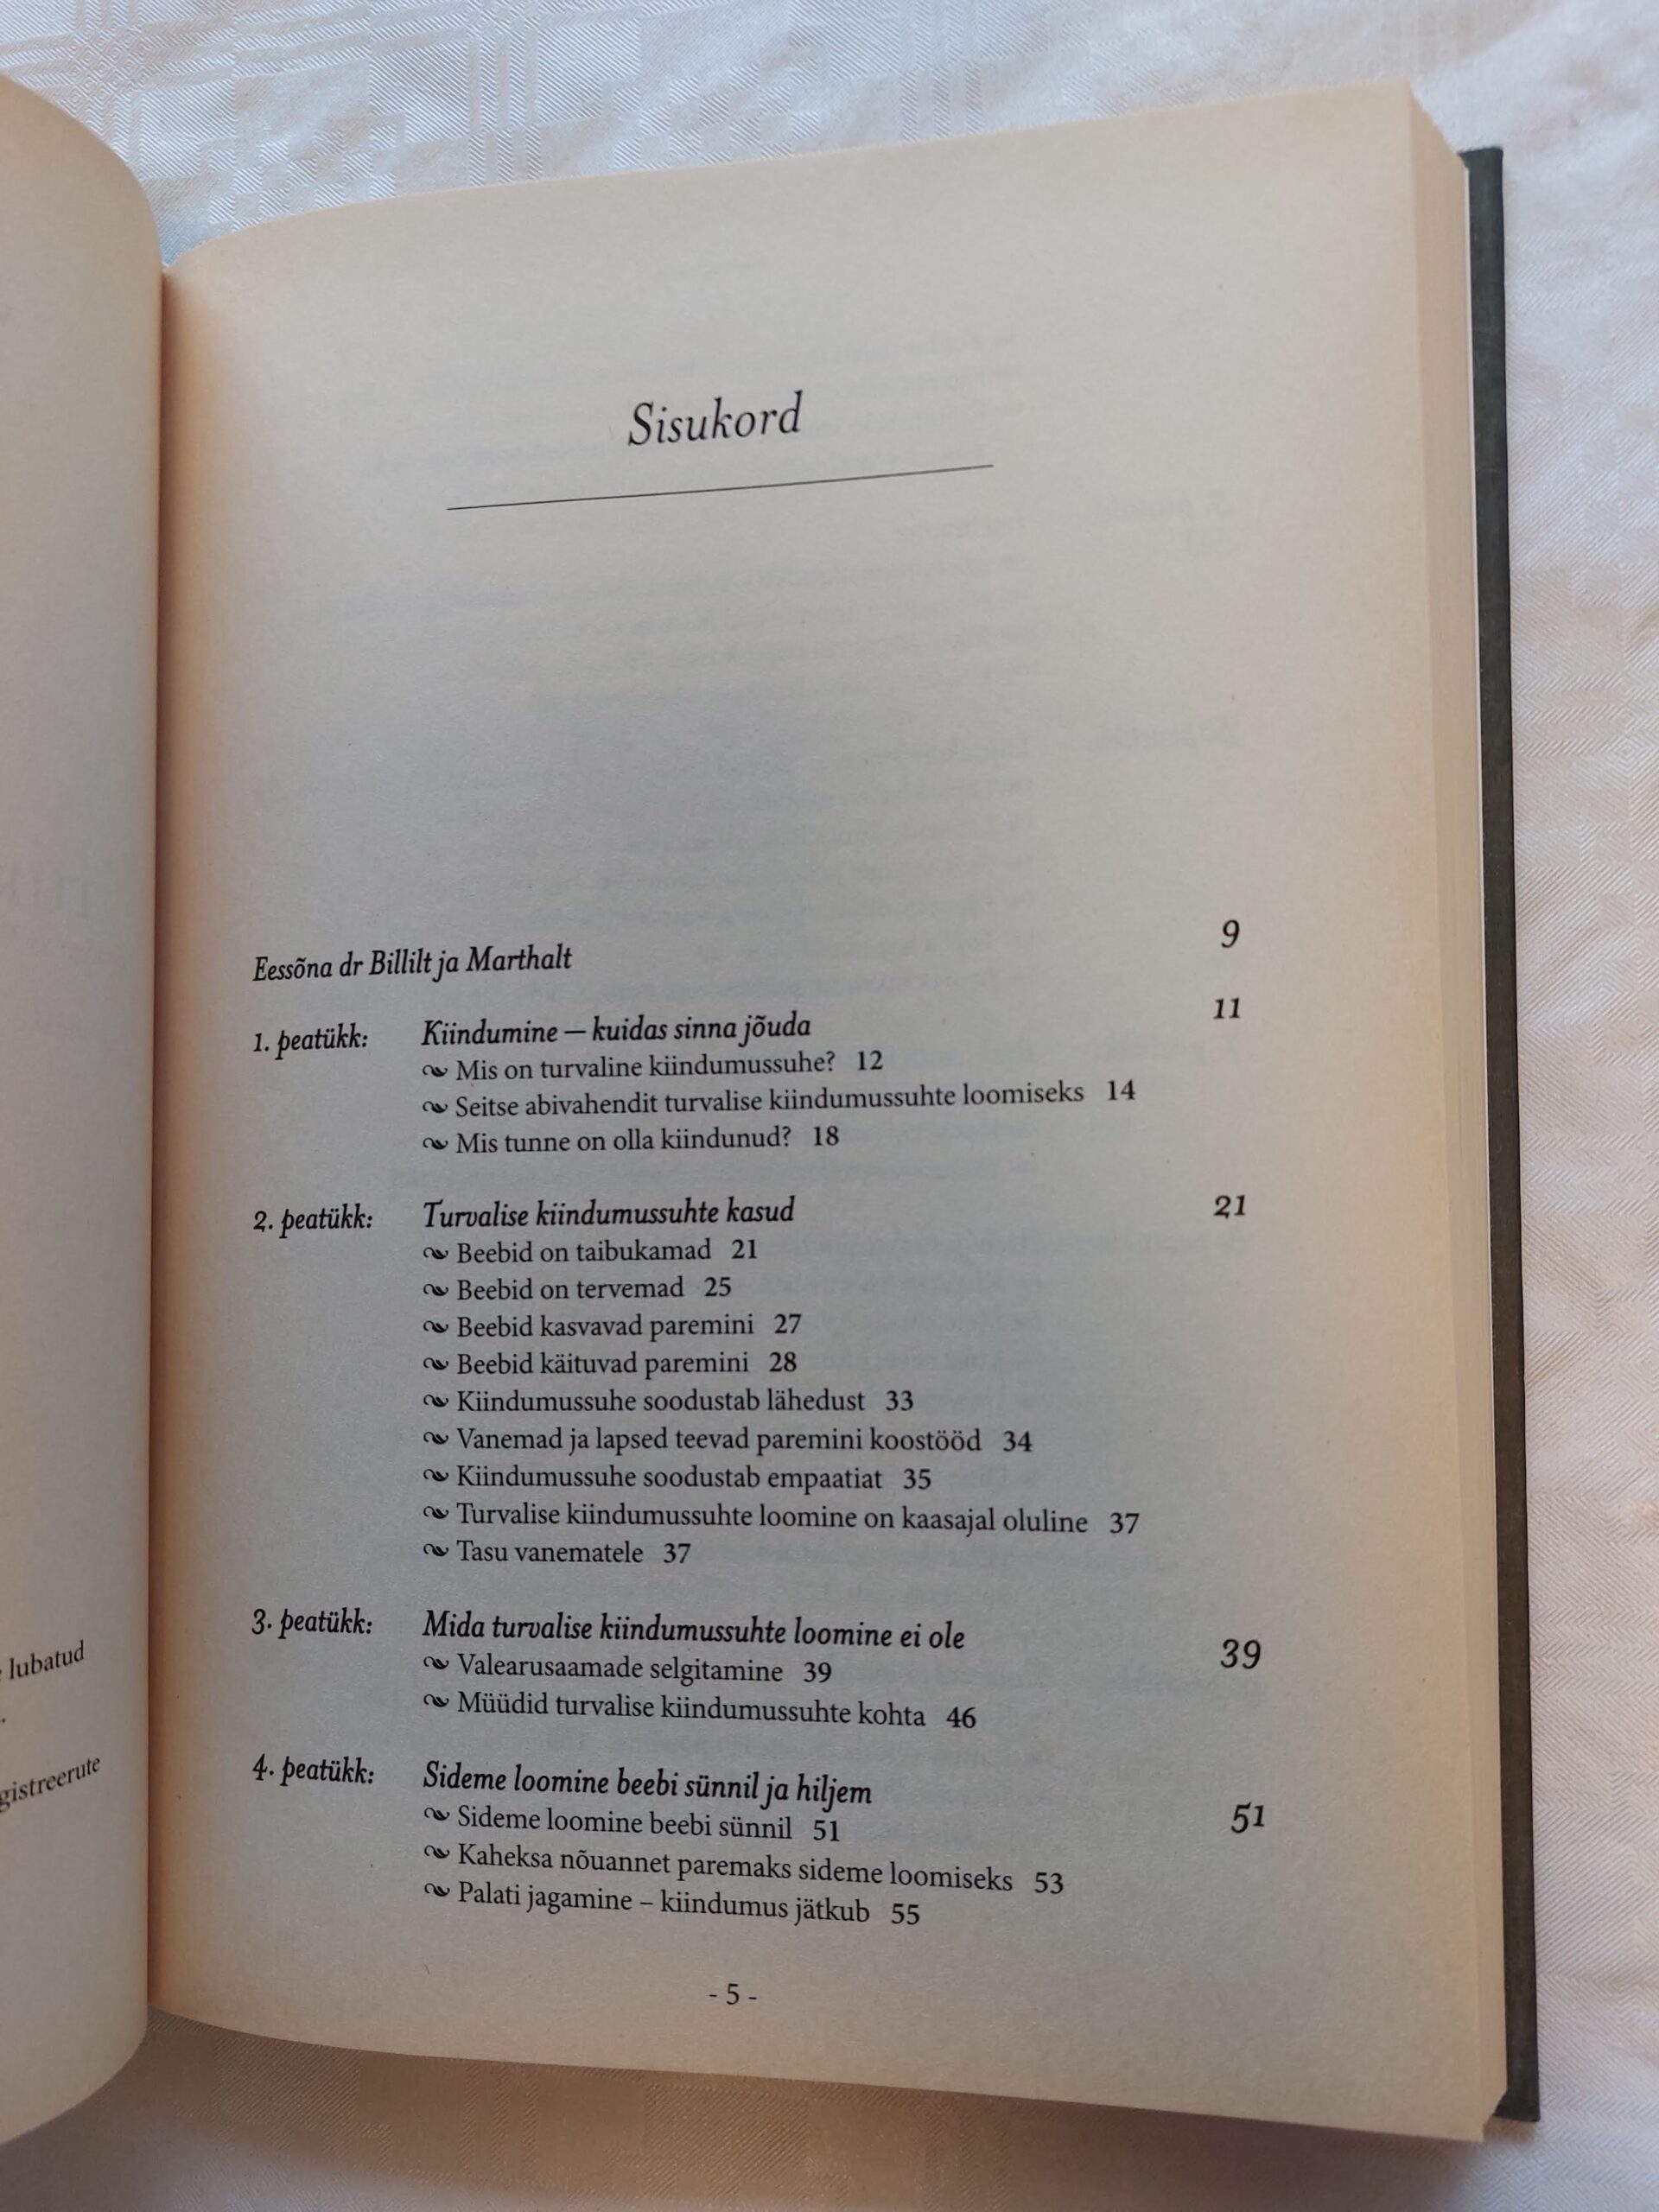 lubatud
gistreerute
Sisukord
Eessõna dr Billilt ja Marthalt 9
1. peatükk: Kiindumine — kuidas sinna jõuda 11
Mis on turvaline kiindumussuhe? 12
Seitse abivahendit turvalise kiindumussuhte loomiseks 14
Mis tunne on olla kiindunud? 18
2. peatükk: Turvalise kiindumussuhte kasud 21
Beebid on taibukamad 21
Beebid on tervemad 25
Beebid kasvavad paremini 27
Beebid käituvad paremini 28
Kiindumussuhe soodustab lähedust 33
Vanemad ja lapsed teevad paremini koostööd 34
Kiindumussuhe soodustab empaatiat 35
Turvalise kiindumussuhte loomine on kaasajal oluline 37
Tasu vanematele 37
3. peatükk: Mida turvalise kiindumussuhte loomine ei ole 39
Valearusaamade selgitamine 39
Müüdid turvalise kiindumussuhte kohta 46
4. peatükk: Sideme loomine beebi sünnil ja hiljem 51
Sideme loomine beebi sünnil 51
Kaheksa nõuannet paremaks sideme loomiseks 53
Palati jagamine – kiindumus jätkub 55
- 5 -